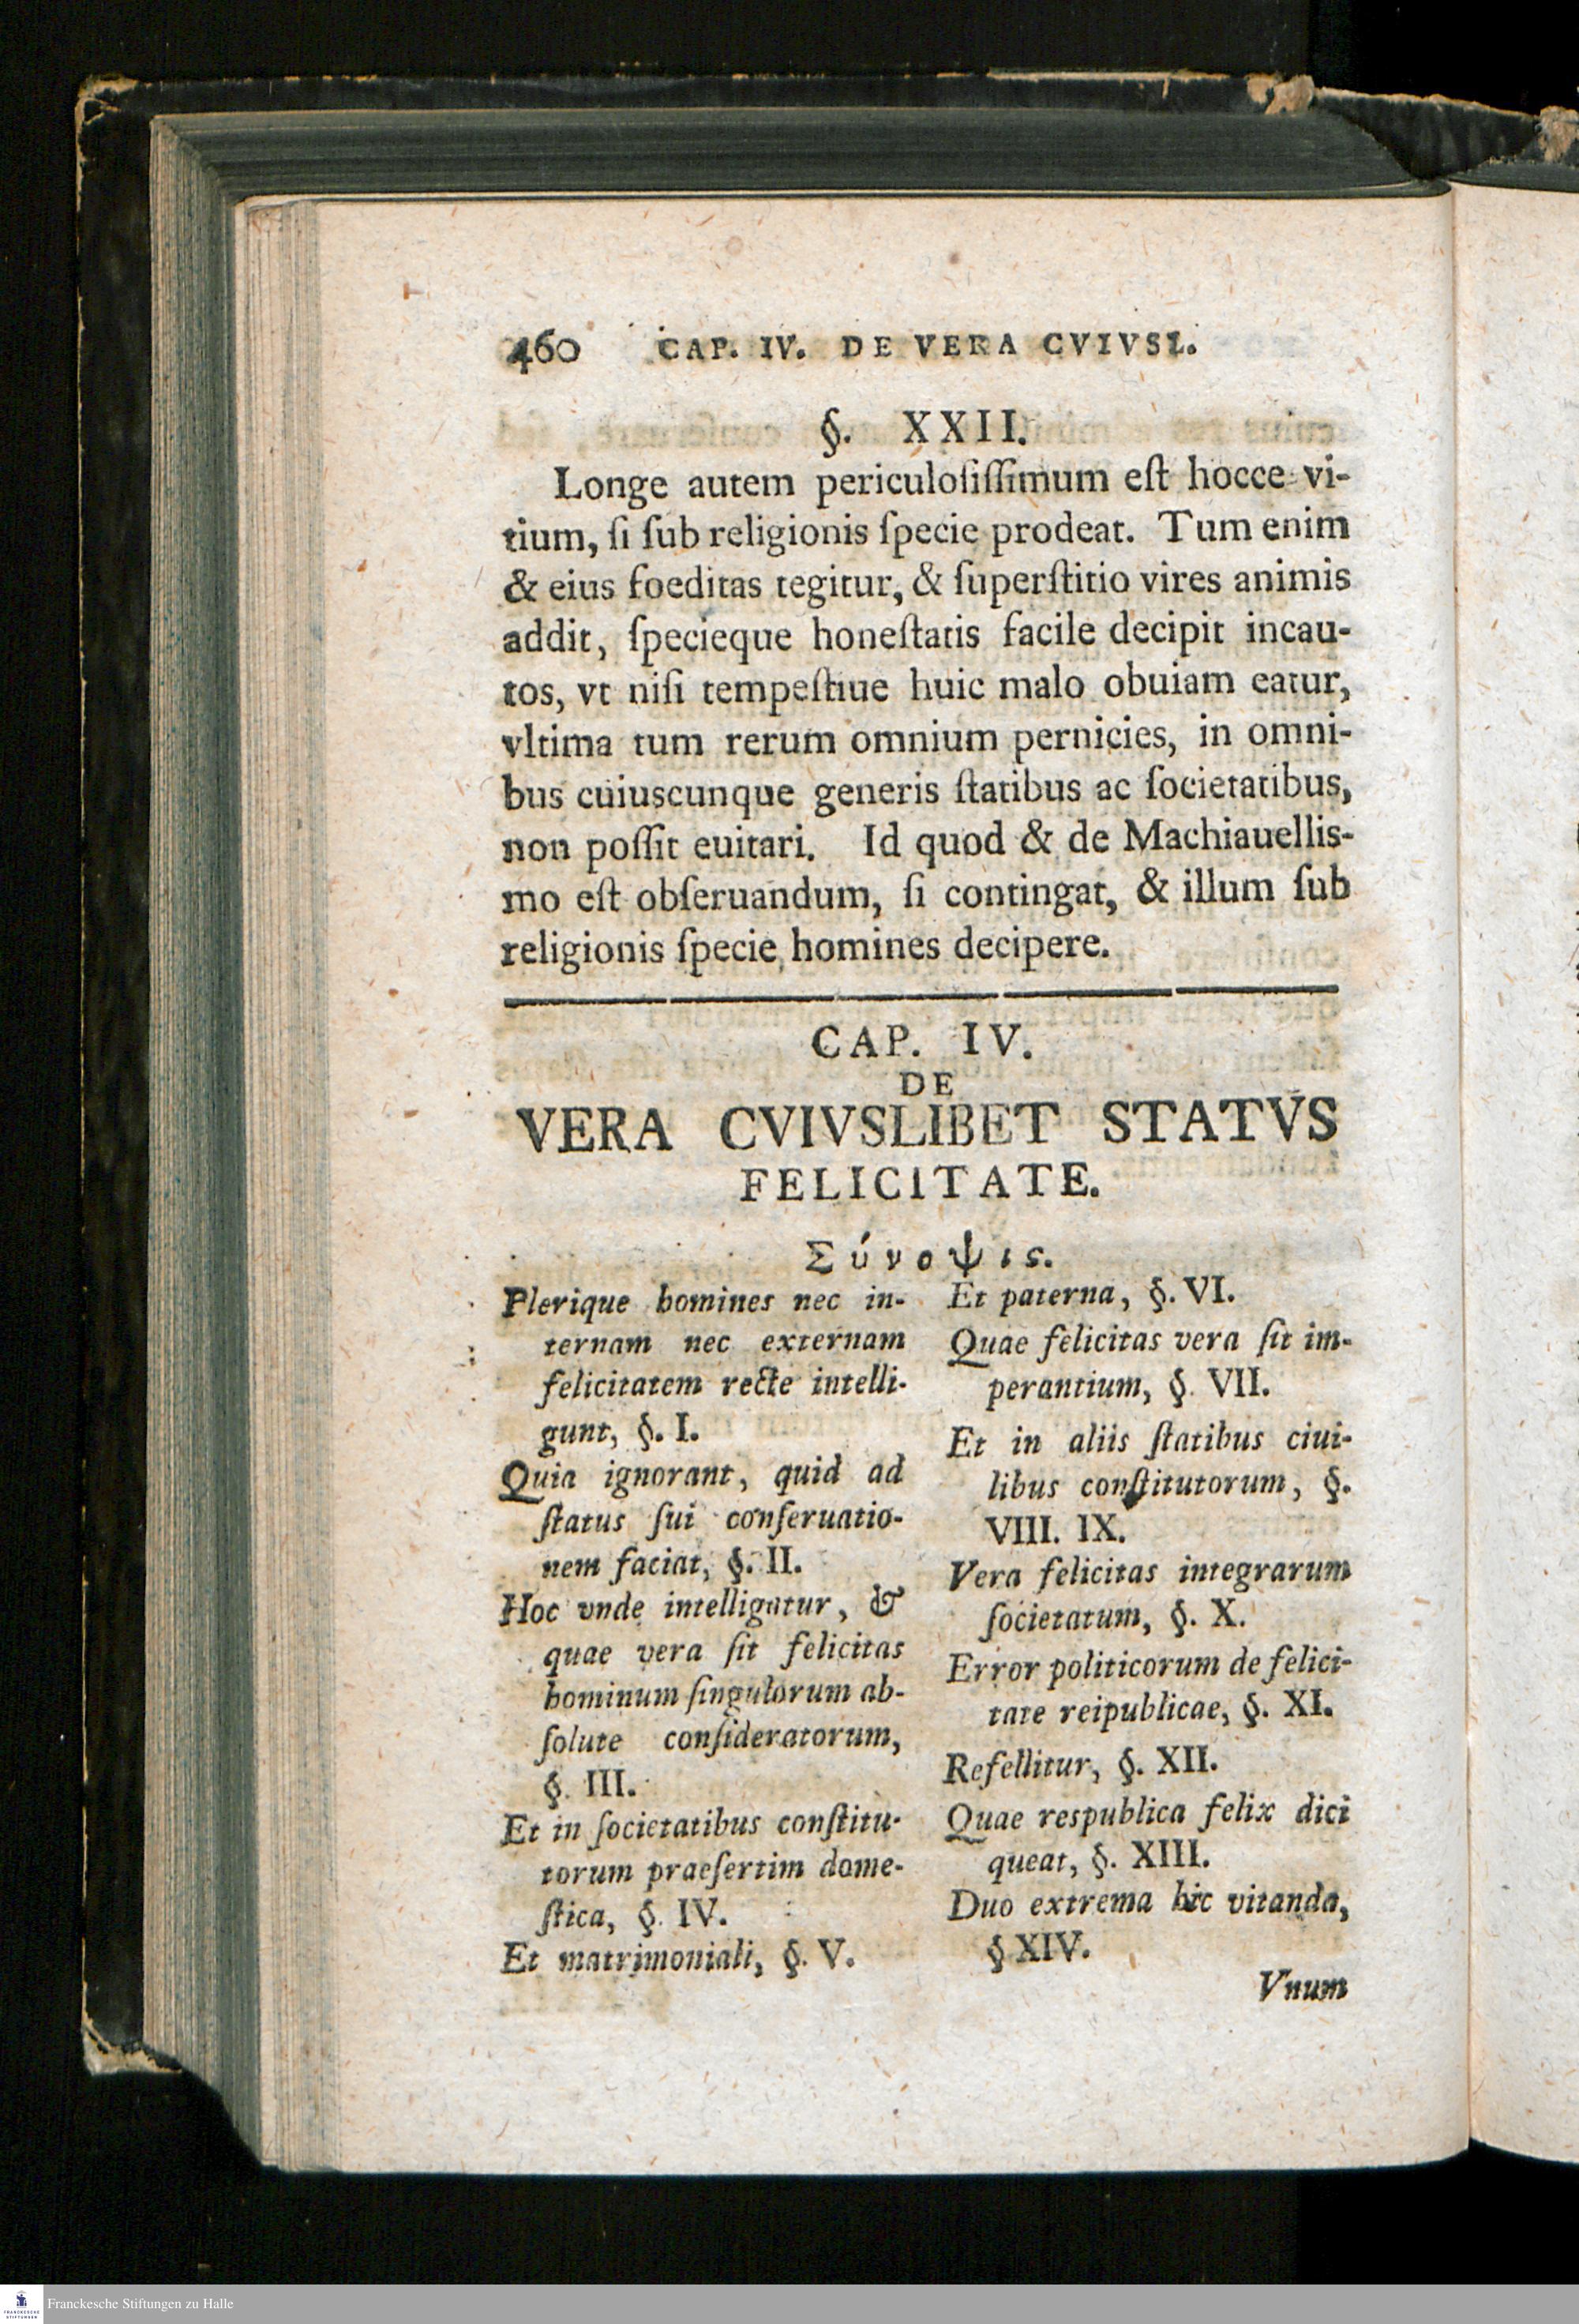 460 CAP. IV. DE VERA CVIVSL.
§. XXII.
Longe autem periculoſiſſimum eſt hocce vi-
tium, ſi ſub religionis ſpecie prodeat. Tum enim
& eius foeditas tegitur, & ſuperſtitio vires animis
addit, ſpecieque honeſtatis facile decipit incau-
tos, vt niſi tempeſtiue huic malo obuiam eatur,
vltima tum rerum omnium pernicies, in omni-
bus cuiuscunque generis ſtatibus ac ſocietatibus,
non poſſit euitari. Id quod & de Machiauellis-
mo eſt obſeruandum, ſi contingat, & illum ſub
religionis ſpecie homines decipere.
CAP. IV.
DE
VERA CVIVSLIBET STATVS
FELICITATE.
Σύνοψις.
Plerique homines nec in-
ternam nec externam
felicitatem recte intelli-
gunt, §. I.
Quia ignorant, quid ad
ſtatus ſui conſeruatio-
nem faciat, §. II.
Hoc vnde intelligatur, &
quae vera ſit felicitas
hominum ſingulorum ab-
ſolute conſideratorum,
§. III.
Et in ſocietatibus conſtitu-
torum praeſertim dome-
ſtica, §. IV.
Et matrimoniali, §. V.
Et paterna, §. VI.
Quae felicitas vera ſit im-
perantium, §. VII.
Et in aliis ſtatibus ciui-
libus conſtitutorum, §.
VIII. IX.
Vera felicitas integrarum
ſocietatum, §. X.
Error politicorum de felici-
tate reipublicae, §. XI.
Refellitur, §. XII.
Quae respublica felix dici
queat, §. XIII.
Duo extrema hic vitanda,
§ XIV.
Vnum
FRANCKESCHE
STIFTUNGEN
Franckesche Stiftungen zu Halle